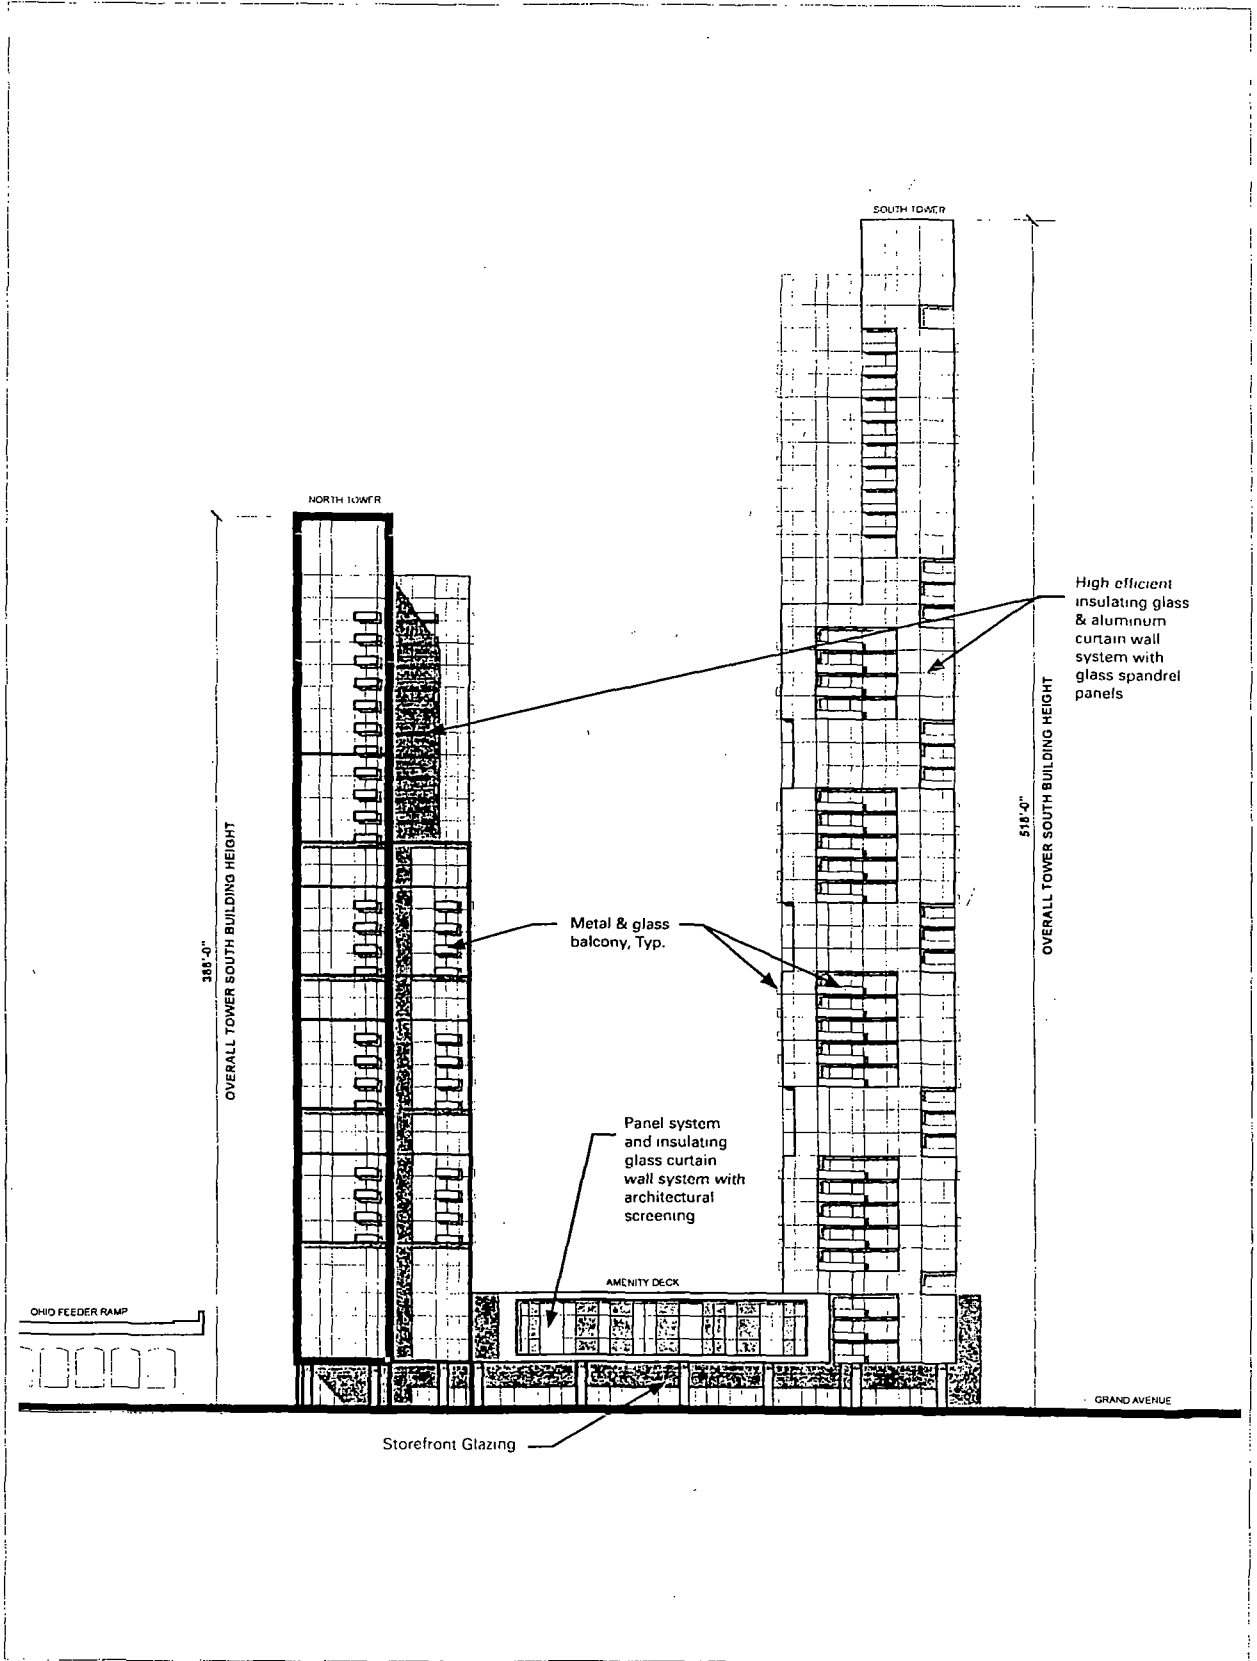 SOUTH TOWER
NORTH TOWER
High efficient
insulating glass
& aluminum
curtain wall
system with
glass spandrel
panels
518'-0"
OVERALL TOWER SOUTH BUILDING HEIGHT
388'-0"
OVERALL TOWER SOUTH BUILDING HEIGHT
Metal & glass
balcony, Typ.
Panel system
and insulating
glass curtain
wall system with
architectural
screening
AMENITY DECK
OHIO FEEDER RAMP
GRAND AVENUE
Storefront Glazing